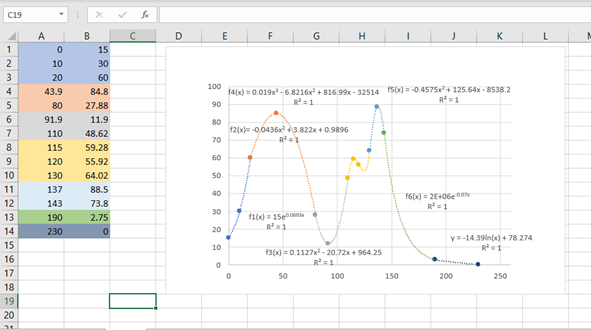 C19 fx
A B C D E F G H I J K L
1 0 15
2 10 30
3 20 60
4 43.9 84.8
5 80 27.88
6 91.9 11.9
7 110 48.62
8 115 59.28
9 120 55.92
10 130 64.02
11 137 88.5
12 143 73.8
13 190 2.75
14 230 0
15
16
17
18
19
20
21
100
90
80
70
60
50
40
30
20
10
0
0 50 100 150 200 250
f4(x) = 0.019x³ - 6.8216x² + 816.99x - 32514
R² = 1
f5(x) = -0.4575x² + 125.64x - 8538.2
R² = 1
f2(x)= -0.0436x² + 3.822x + 0.9896
R² = 1
f6(x) = 2E+06e^-0.07x
R² = 1
f1(x) = 15e^0.0693x
R² = 1
y = -14.39ln(x) + 78.274
R² = 1
f3(x) = 0.1127x² - 20.72x + 964.25
R² = 1